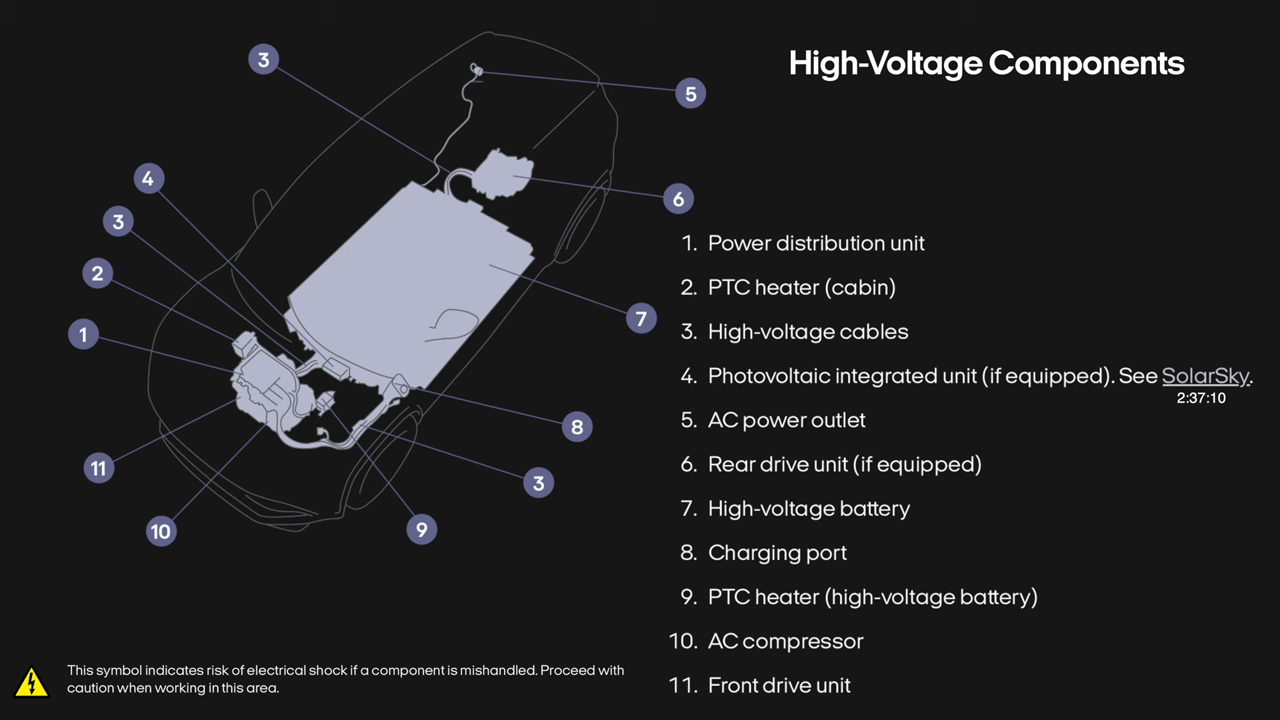 High-Voltage Components
3
5
4
6
3
2
1
7
8
11
3
10
9
1. Power distribution unit
2. PTC heater (cabin)
3. High-voltage cables
4. Photovoltaic integrated unit (if equipped). See SolarSky.
2:37:10
5. AC power outlet
6. Rear drive unit (if equipped)
7. High-voltage battery
8. Charging port
9. PTC heater (high-voltage battery)
10. AC compressor
11. Front drive unit
This symbol indicates risk of electrical shock if a component is mishandled. Proceed with
caution when working in this area.